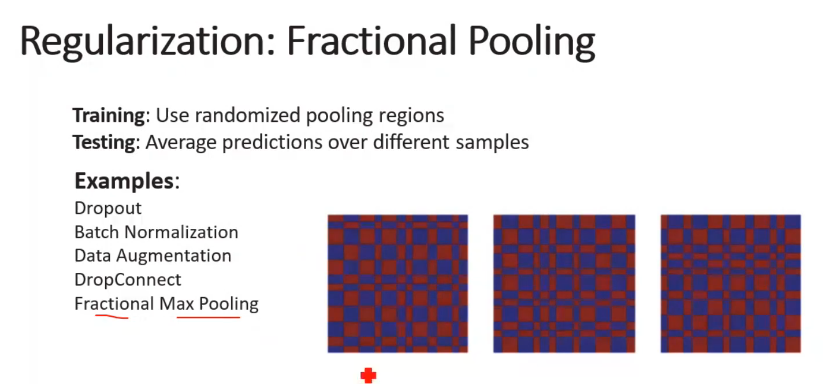 Regularization: Fractional Pooling
Training: Use randomized pooling regions
Testing: Average predictions over different samples
Examples:
Dropout
Batch Normalization
Data Augmentation
DropConnect
Fractional Max Pooling